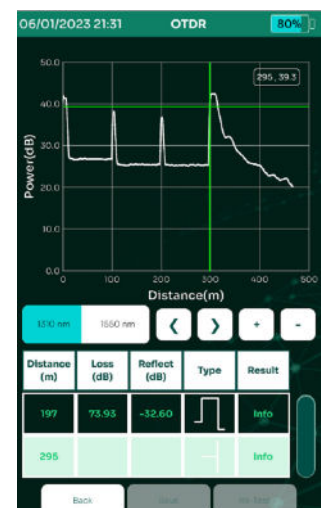 06/01/2023 21:31 OTDR 80%
50.0
295, 39.3
40.0
30.0
20.0
10.0
0.0
Power(dB)
0 100 200 300 400 500
Distance(m)
1310 nm 1550 nm < > + -
Distance (m) Loss (dB) Reflect (dB) Type Result
197 73.93 -32.60 Info
295 Info
Back Save